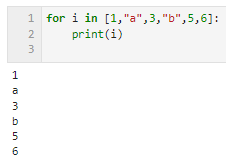 1 for i in [1,"a",3,"b",5,6]:
2     print(i)
3
1
a
3
b
5
6